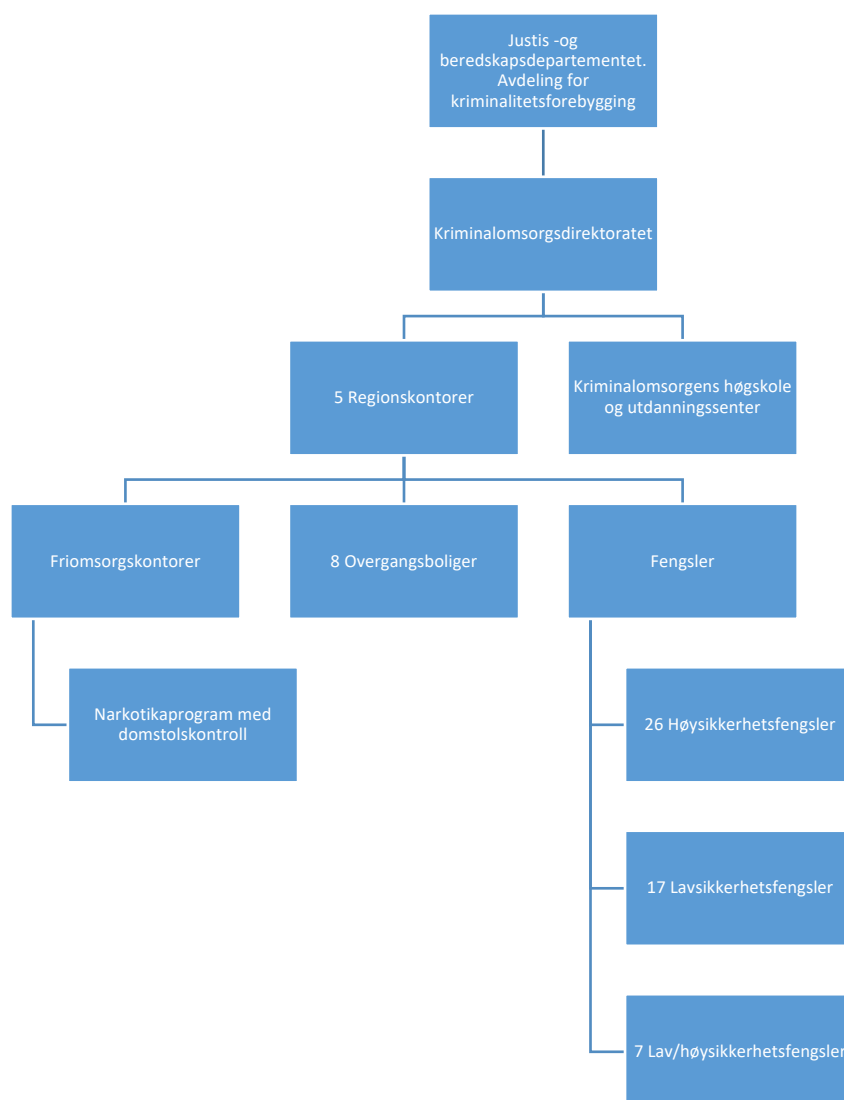 Justis -og
beredskapsdepartementet.
Avdeling for
kriminalitetsforebygging
Kriminalomsorgsdirektoratet
5 Regionskontorer
Kriminalomsorgens høgskole
og utdanningssenter
Friomsorgskontorer
8 Overgangsboliger
Fengsler
Narkotikaprogram med
domstolskontroll
26 Høysikkerhetsfengsler
17 Lavsikkerhetsfengsler
7 Lav/høysikkerhetsfengsler